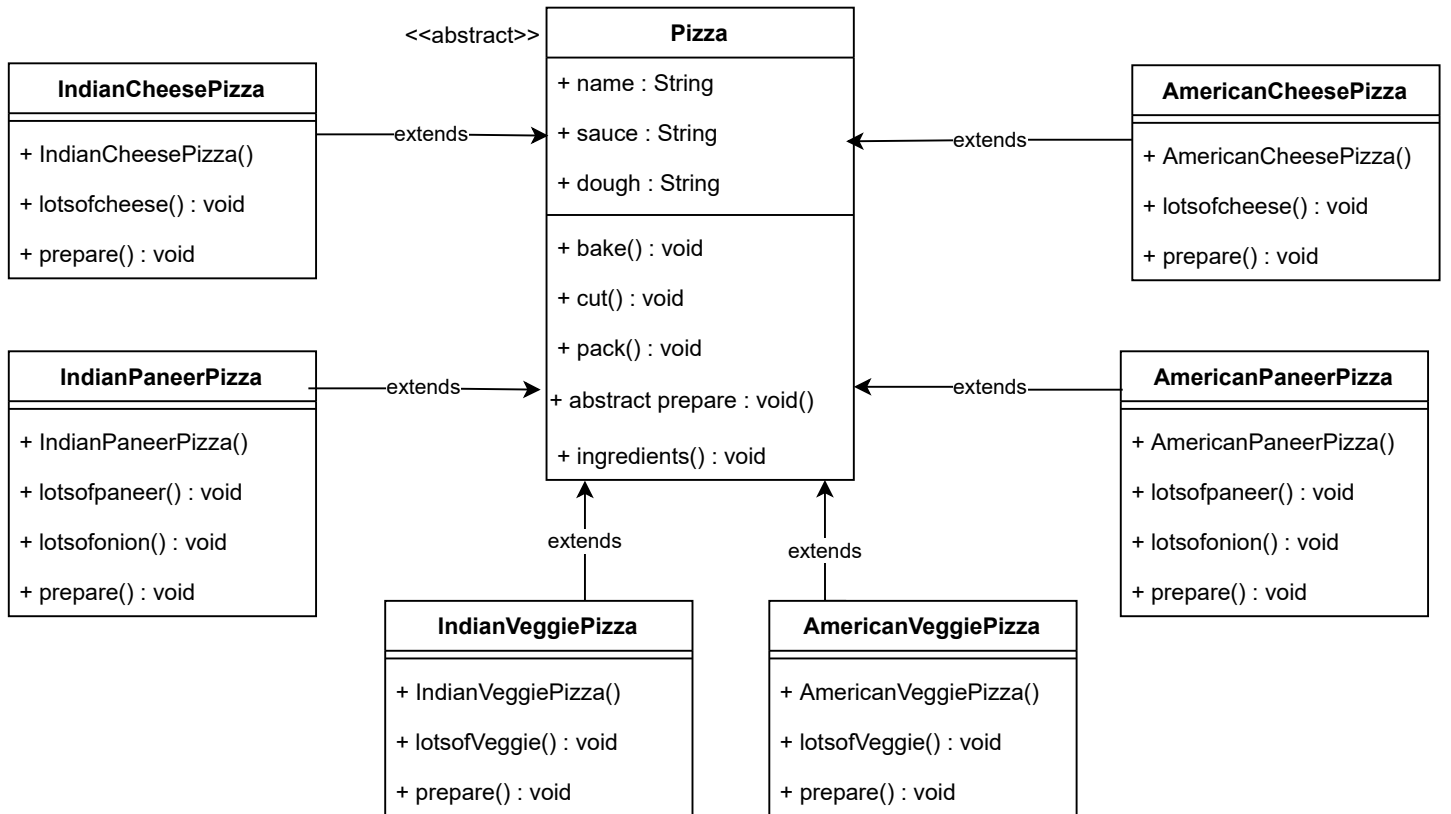 <<abstract>>
Pizza
+ name : String
+ sauce : String
+ dough : String
+ bake() : void
+ cut() : void
+ pack() : void
+ abstract prepare : void()
+ ingredients() : void
IndianCheesePizza
+ IndianCheesePizza()
+ lotsofcheese() : void
+ prepare() : void
extends
AmericanCheesePizza
+ AmericanCheesePizza()
+ lotsofcheese() : void
+ prepare() : void
extends
IndianPaneerPizza
+ IndianPaneerPizza()
+ lotsofpaneer() : void
+ lotsofonion() : void
+ prepare() : void
extends
AmericanPaneerPizza
+ AmericanPaneerPizza()
+ lotsofpaneer() : void
+ lotsofonion() : void
+ prepare() : void
extends
extends
IndianVeggiePizza
+ IndianVeggiePizza()
+ lotsofVeggie() : void
+ prepare() : void
extends
AmericanVeggiePizza
+ AmericanVeggiePizza()
+ lotsofVeggie() : void
+ prepare() : void